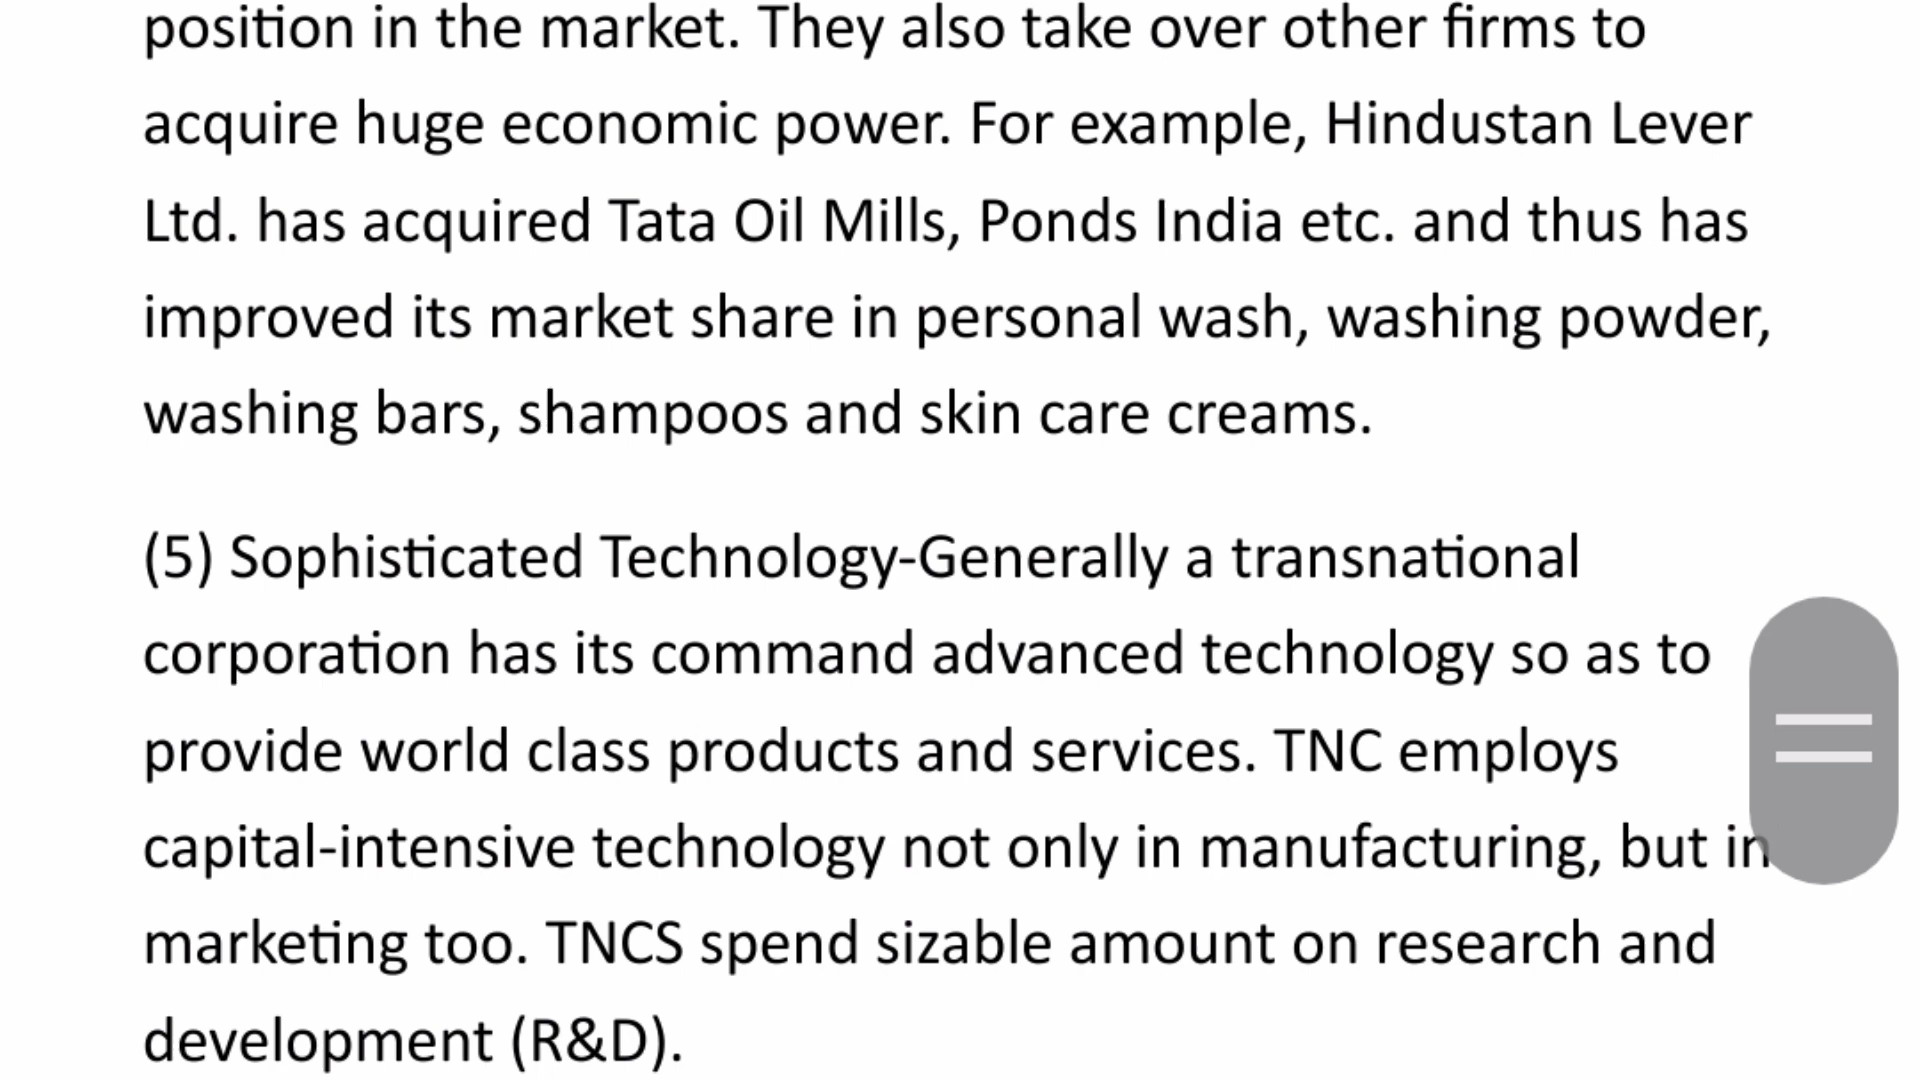 position in the market. They also take over other firms to
acquire huge economic power. For example, Hindustan Lever
Ltd. has acquired Tata Oil Mills, Ponds India etc. and thus has
improved its market share in personal wash, washing powder,
washing bars, shampoos and skin care creams.
(5) Sophisticated Technology-Generally a transnational
corporation has its command advanced technology so as to
provide world class products and services. TNC employs
capital-intensive technology not only in manufacturing, but in
marketing too. TNCS spend sizable amount on research and
development (R&D).